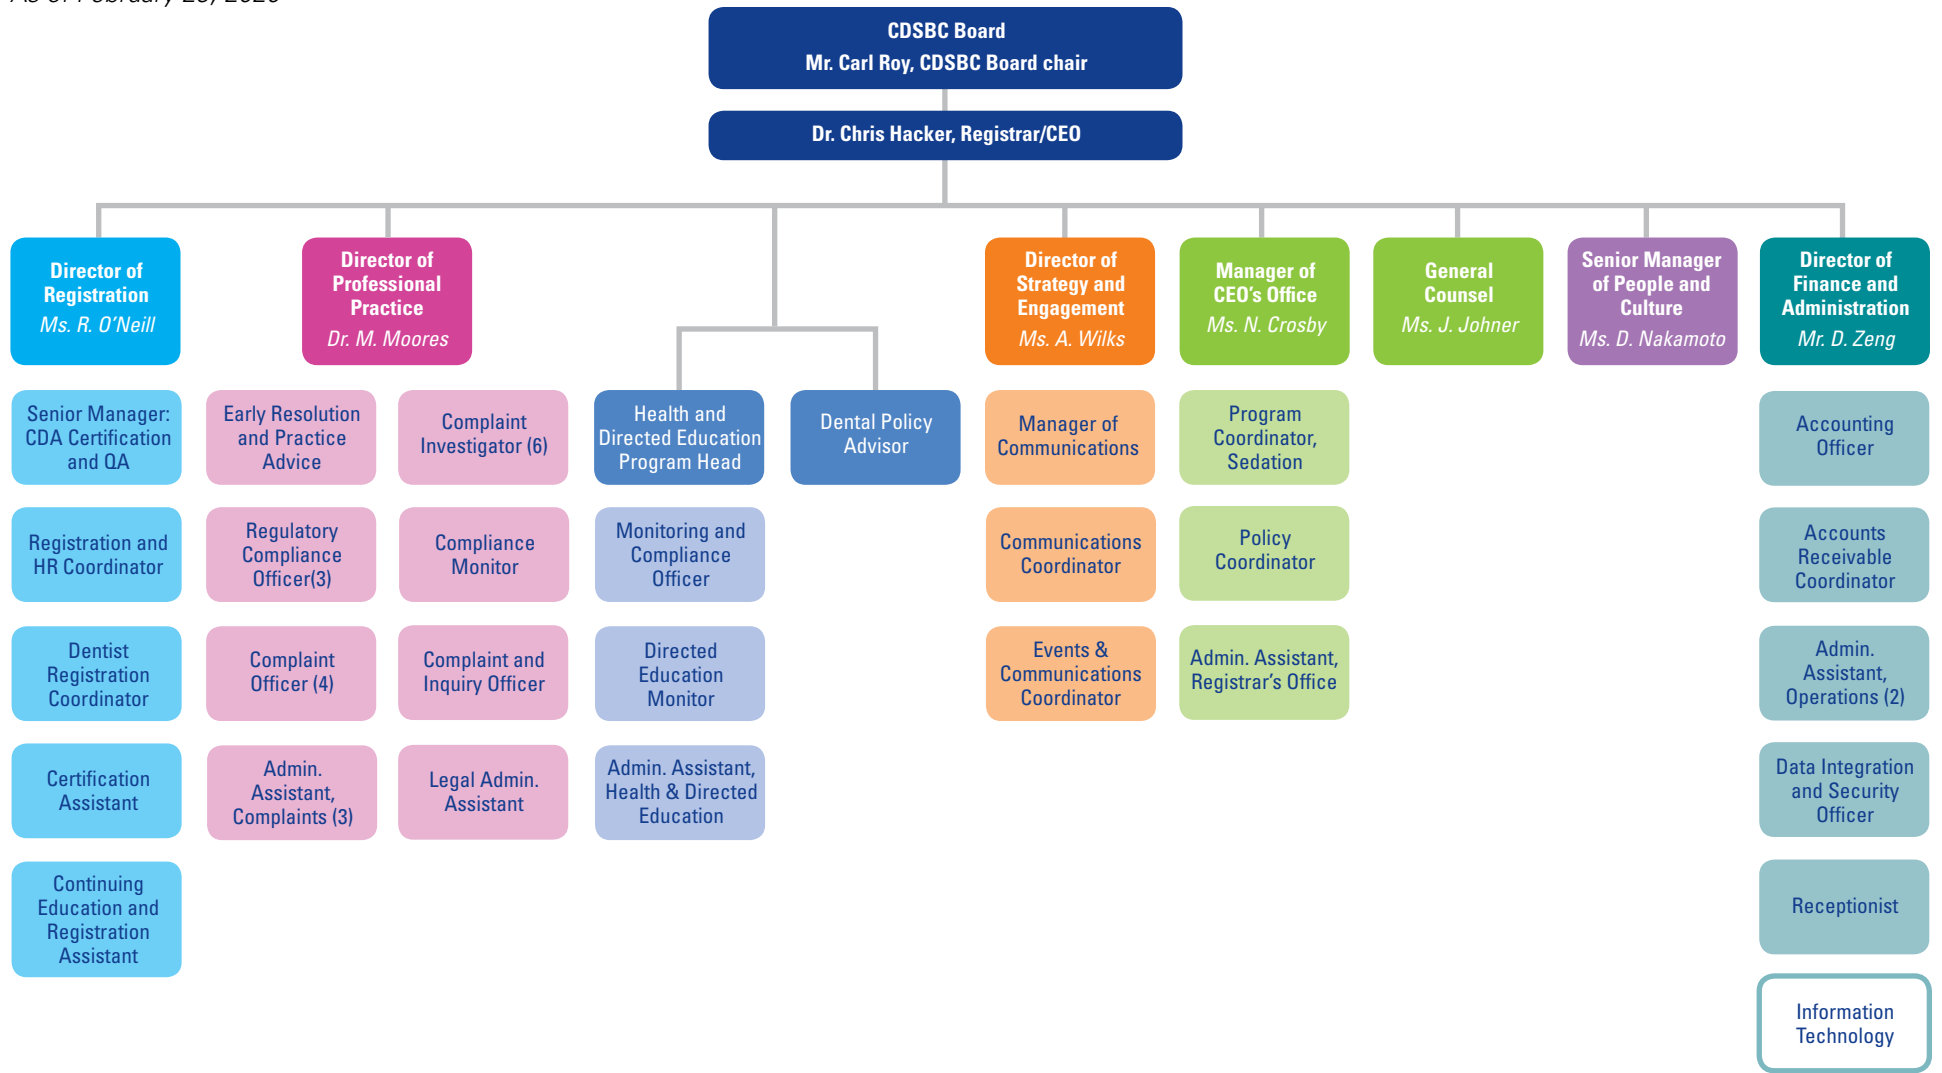 As of February 2020
CDSBC Board
Mr. Carl Roy, CDSBC Board chair
Dr. Chris Hacker, Registrar/CEO
Director of
Registration
Ms. R. O'Neill
Director of
Professional
Practice
Dr. M. Moores
Director of
Strategy and
Engagement
Ms. A. Wilks
Manager of
CEO's Office
Ms. N. Crosby
General
Counsel
Ms. J. Johner
Senior Manager
of People and
Culture
Ms. D. Nakamoto
Director of
Finance and
Administration
Mr. D. Zeng
Senior Manager:
CDA Certification
and QA
Early Resolution
and Practice
Advice
Complaint
Investigator (6)
Health and
Directed Education
Program Head
Dental Policy
Advisor
Manager of
Communications
Program
Coordinator,
Sedation
Accounting
Officer
Registration and
HR Coordinator
Regulatory
Compliance
Officer(3)
Compliance
Monitor
Monitoring and
Compliance
Officer
Communications
Coordinator
Policy
Coordinator
Accounts
Receivable
Coordinator
Dentist
Registration
Coordinator
Complaint
Officer (4)
Complaint and
Inquiry Officer
Directed
Education
Monitor
Events &
Communications
Coordinator
Admin. Assistant,
Registrar's Office
Admin.
Assistant,
Operations (2)
Certification
Assistant
Admin.
Assistant,
Complaints (3)
Legal Admin.
Assistant
Admin. Assistant,
Health & Directed
Education
Data Integration
and Security
Officer
Continuing
Education and
Registration
Assistant
Receptionist
Information
Technology